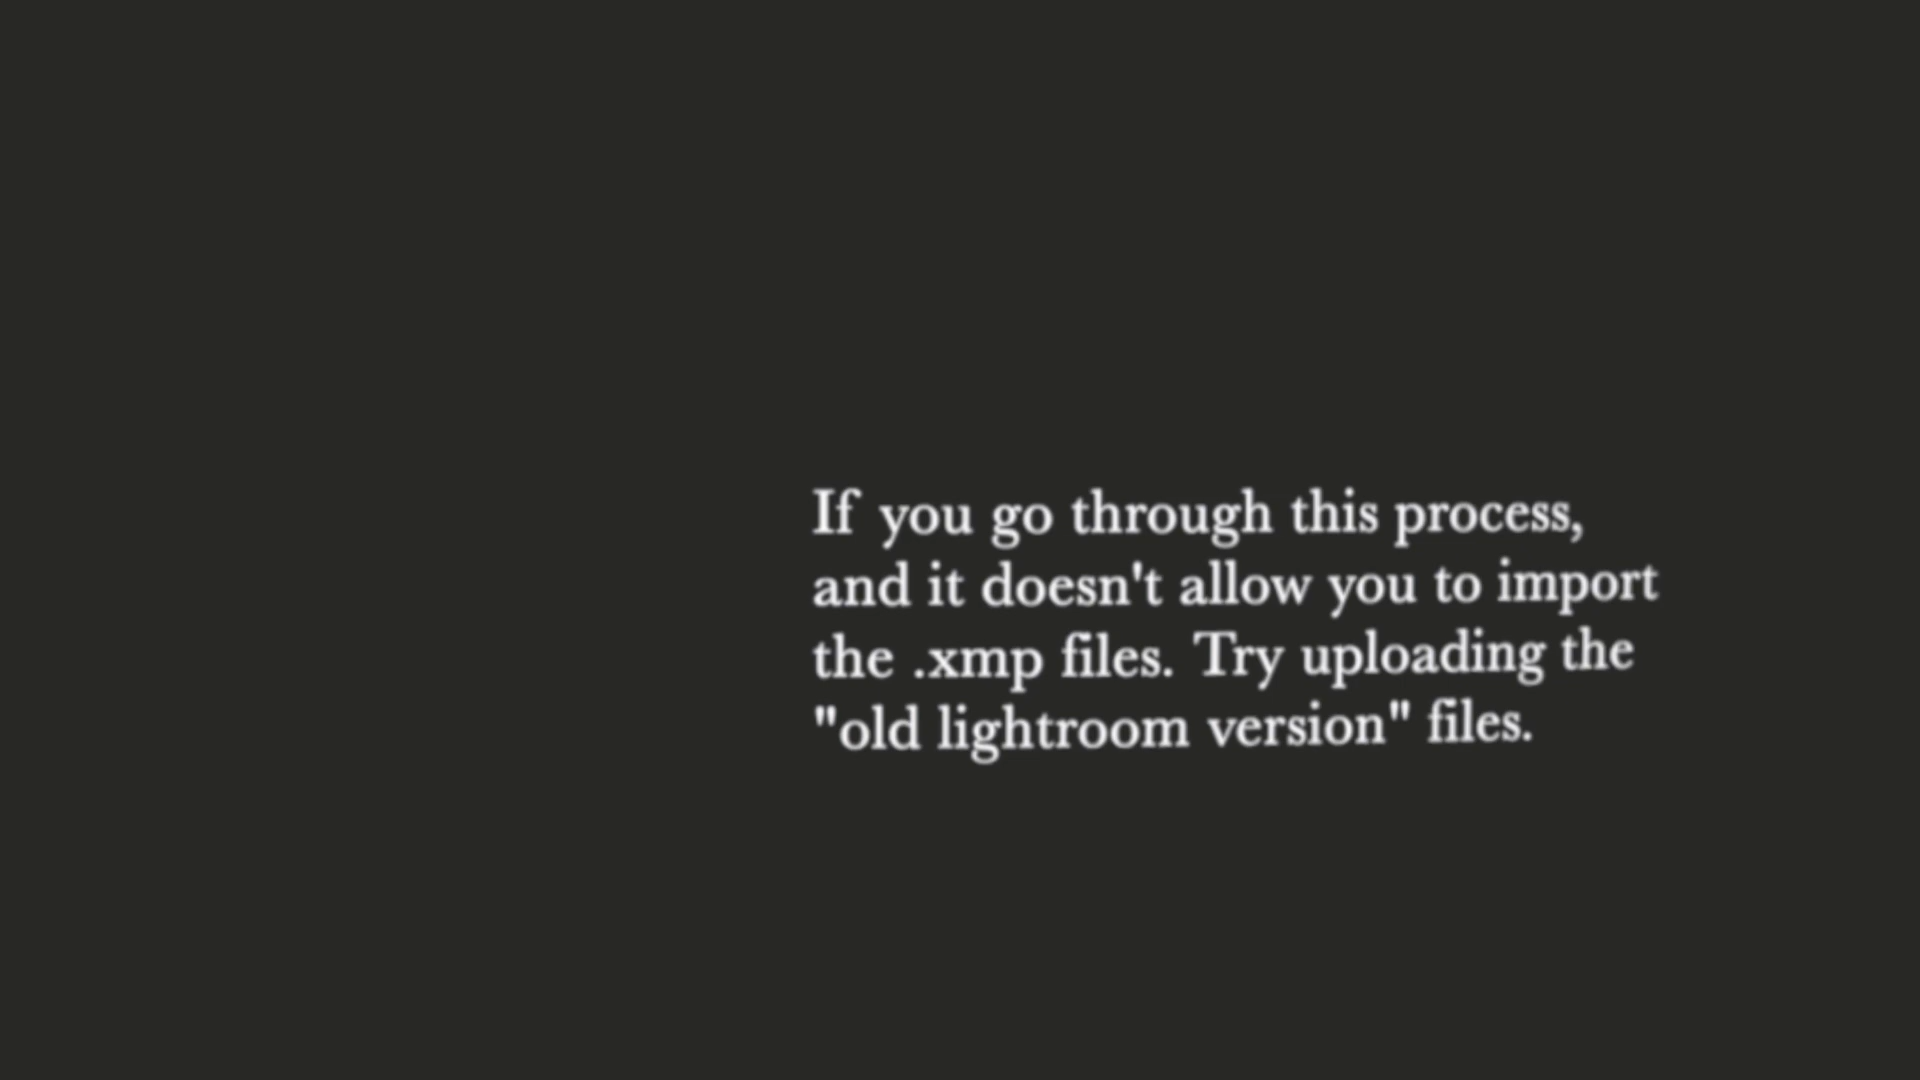 If you go through this process,
and it doesn't allow you to import
the .xmp files. Try uploading the
"old lightroom version" files.